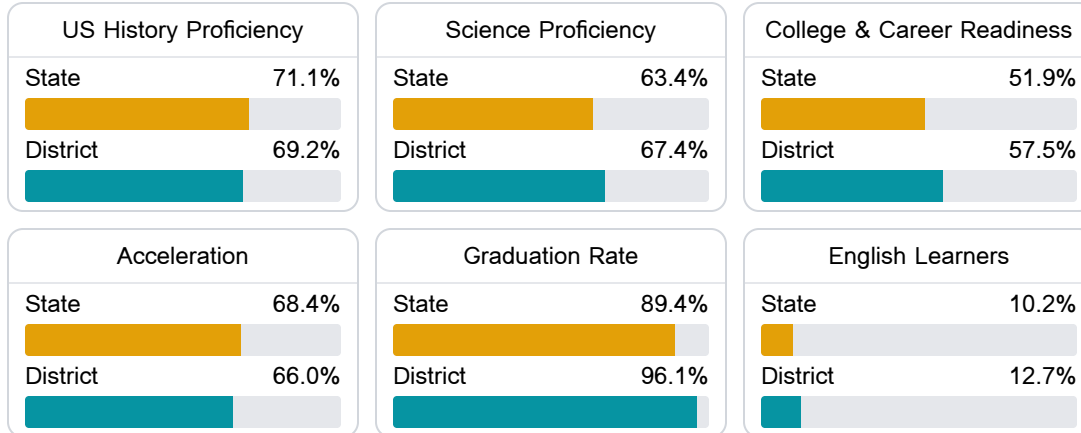 US History Proficiency
State 71.1%
District 69.2%
Science Proficiency
State 63.4%
District 67.4%
College & Career Readiness
State 51.9%
District 57.5%
Acceleration
State 68.4%
District 66.0%
Graduation Rate
State 89.4%
District 96.1%
English Learners
State 10.2%
District 12.7%